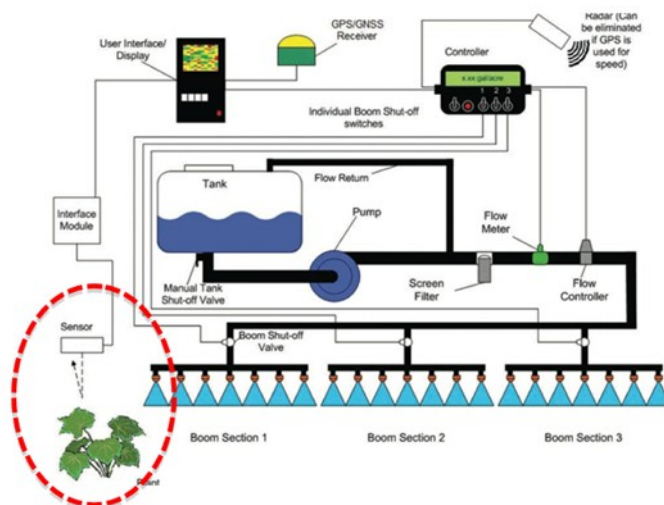 GPS/GNSS
Receiver
User Interface/
Display
Controller
Radar (Can
be eliminated
if GPS is
used for
speed)
x.xx gal/acre
1 2 3
Individual Boom Shut-off
switches
Tank
Flow Return
Interface
Module
Pump
Flow
Meter
Manual Tank
Shut-off Valve
Screen
Filter
Flow
Controller
Sensor
Boom Shut-off
Valve
Boom Section 1
Boom Section 2
Boom Section 3
Plant